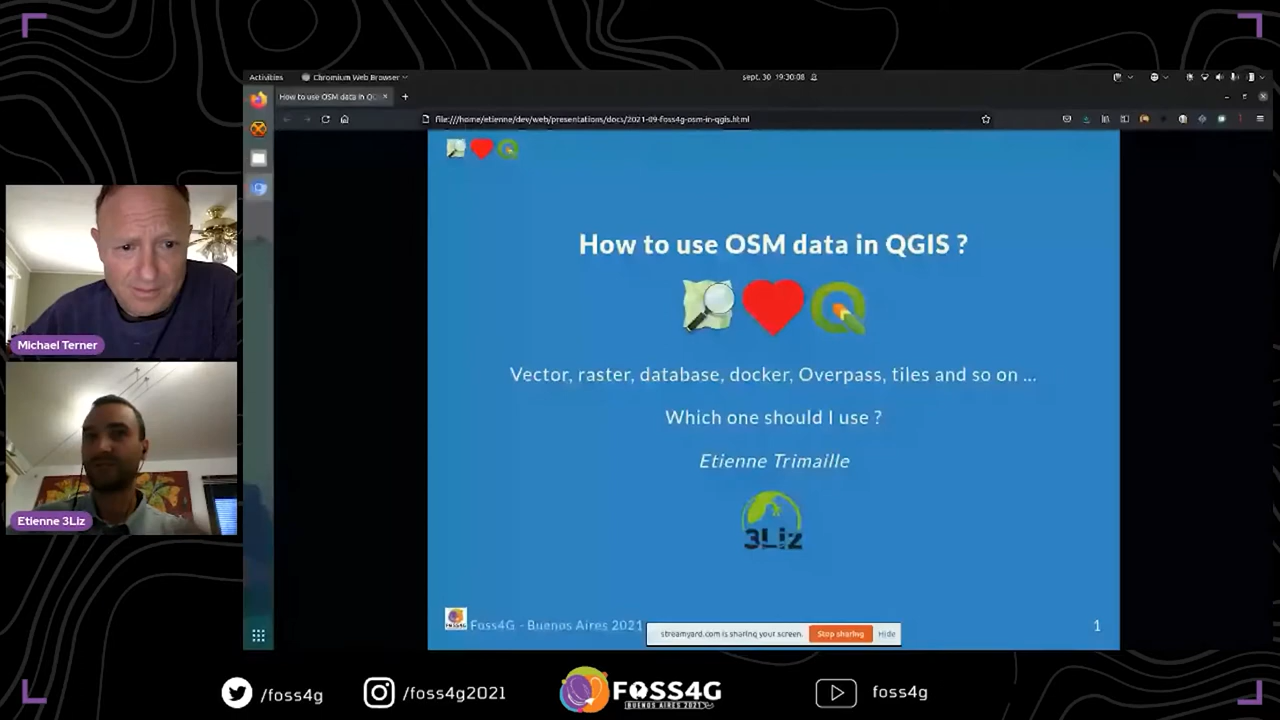 Activities
Chromium Web Browser
sept. 30 19:30:08
How to use OSM data in QG
file:///home/etienne/dev/web/presentations/docs/2021-09-foss4g-osm-in-qgis.html
How to use OSM data in QGIS ?
Vector, raster, database, docker, Overpass, tiles and so on ...
Which one should I use ?
Etienne Trimaille
3Liz
Michael Terner
Etienne 3Liz
FOSS4G
Foss4G - Buenos Aires 2021
streamyard.com is sharing your screen.
Stop sharing
Hide
1
/foss4g
/foss4g2021
FOSS4G
BUENOS AIRES 2021
foss4g